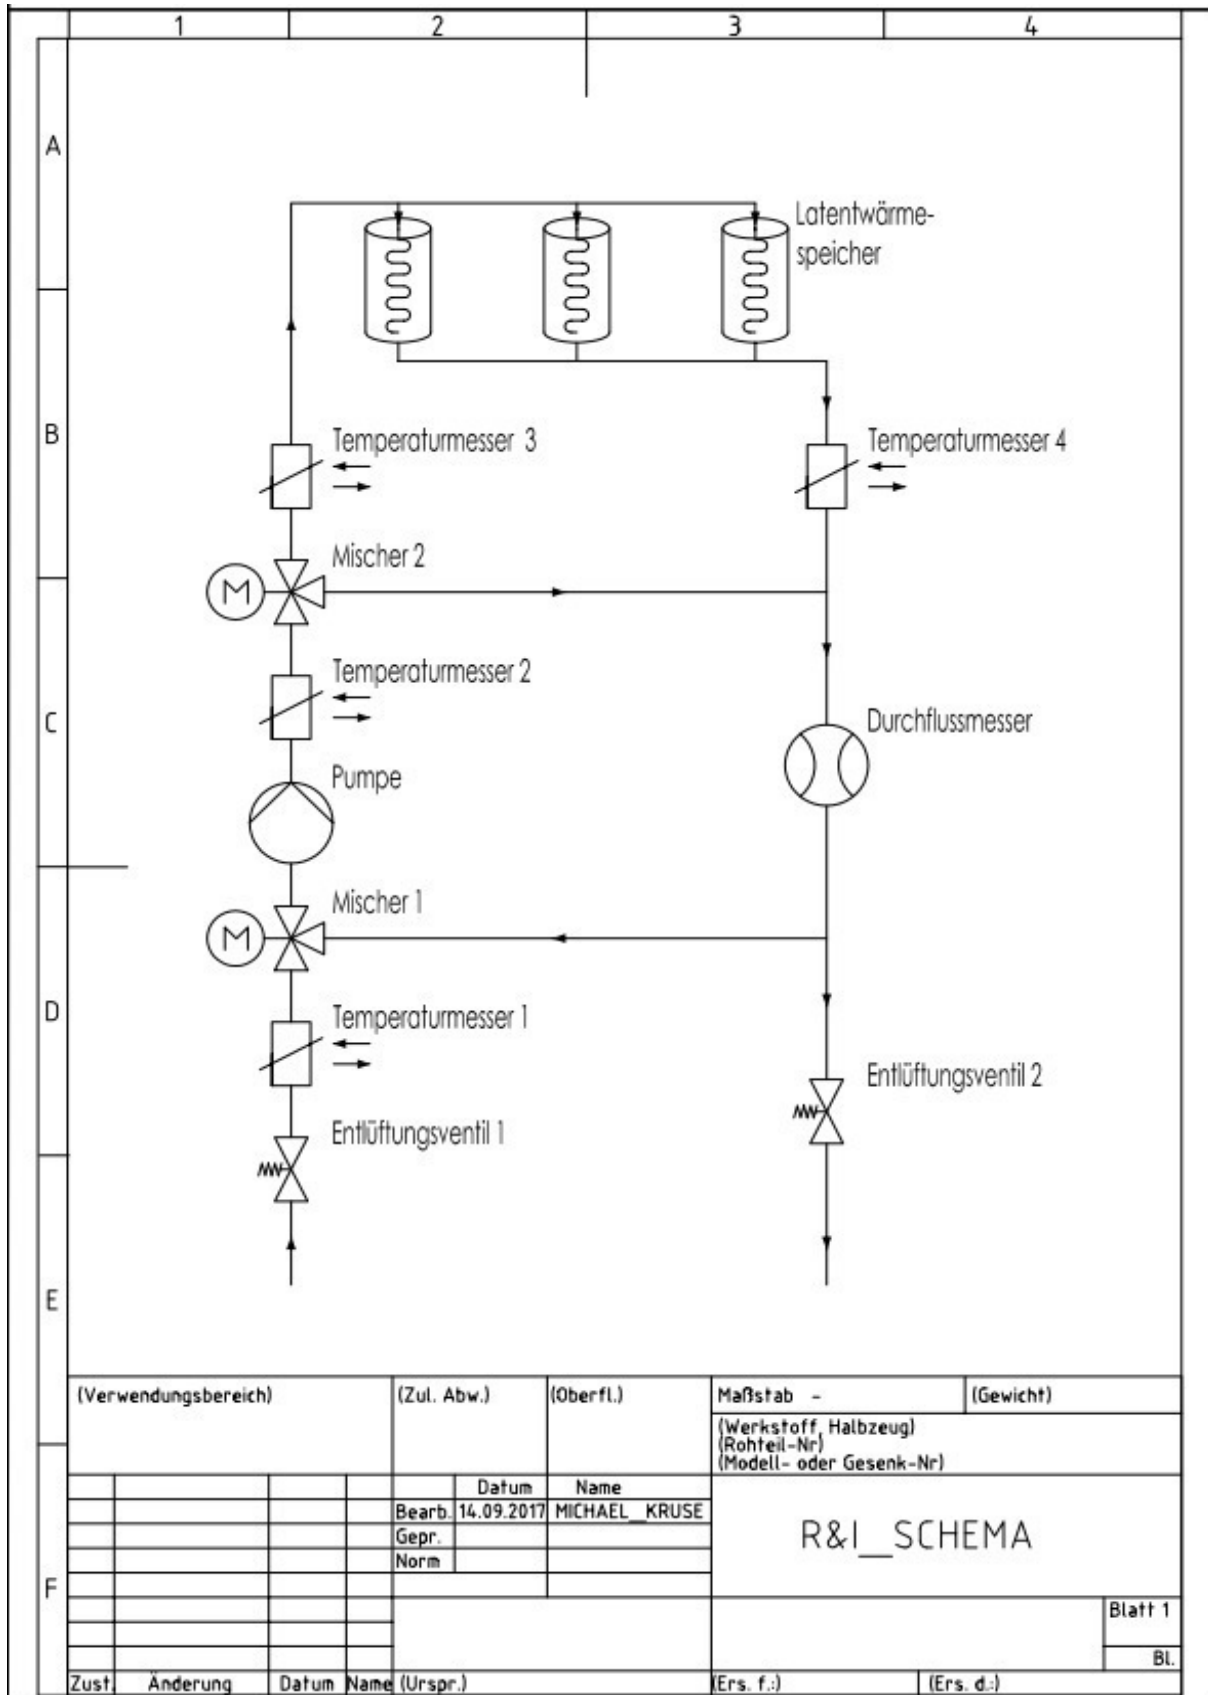 1 2 3 4
A
Latentwärme-
speicher
B
Temperaturmesser 3
Temperaturmesser 4
Mischer 2
M
Temperaturmesser 2
C
Durchflussmesser
Pumpe
Mischer 1
M
D
Temperaturmesser 1
Entlüftungsventil 2
Entlüftungsventil 1
E
(Verwendungsbereich) (Zul. Abw.) (Oberfl.) Maßstab - (Gewicht)
(Werkstoff, Halbzeug)
(Rohteil-Nr)
(Modell- oder Gesenk-Nr)
Datum Name
Bearb. 14.09.2017 MICHAEL_KRUSE
R&I_SCHEMA
Gepr.
Norm
F
Blatt 1
Bl.
Zust. Änderung Datum Name (Urspr.) (Ers. f.:) (Ers. d.:)